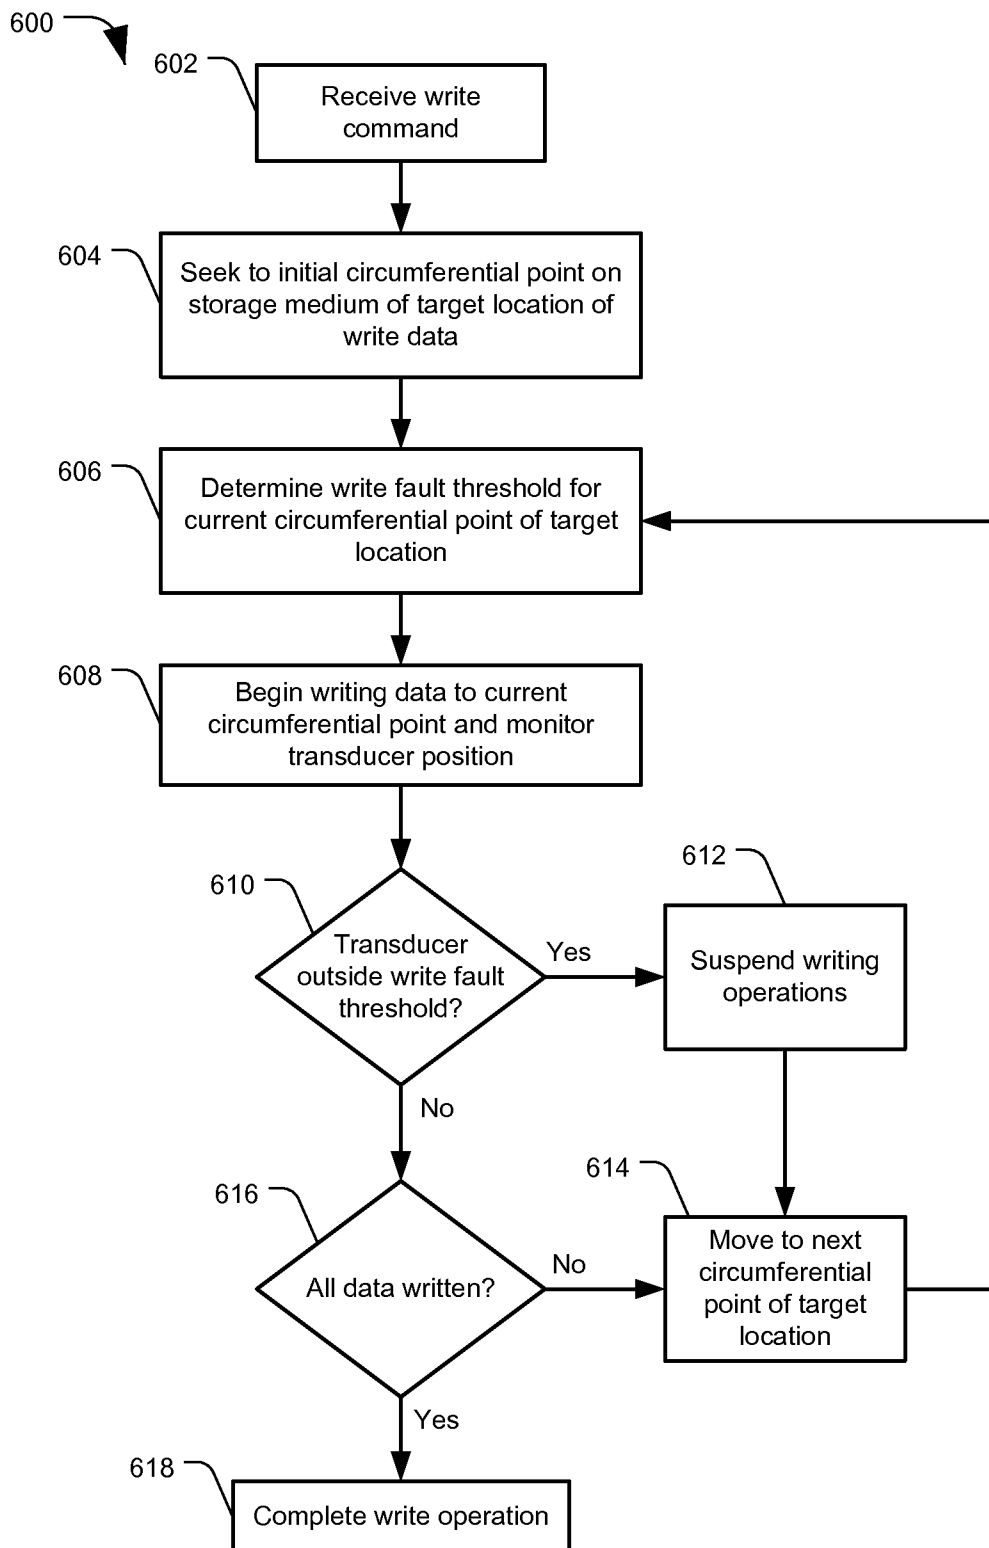 600
602
Receive write
command
604
Seek to initial circumferential point on
storage medium of target location of
write data
606
Determine write fault threshold for
current circumferential point of target
location
608
Begin writing data to current
circumferential point and monitor
transducer position
610
Transducer
outside write fault
threshold?
Yes
612
Suspend writing
operations
No
614
Move to next
circumferential
point of target
location
616
All data written?
No
Yes
618
Complete write operation